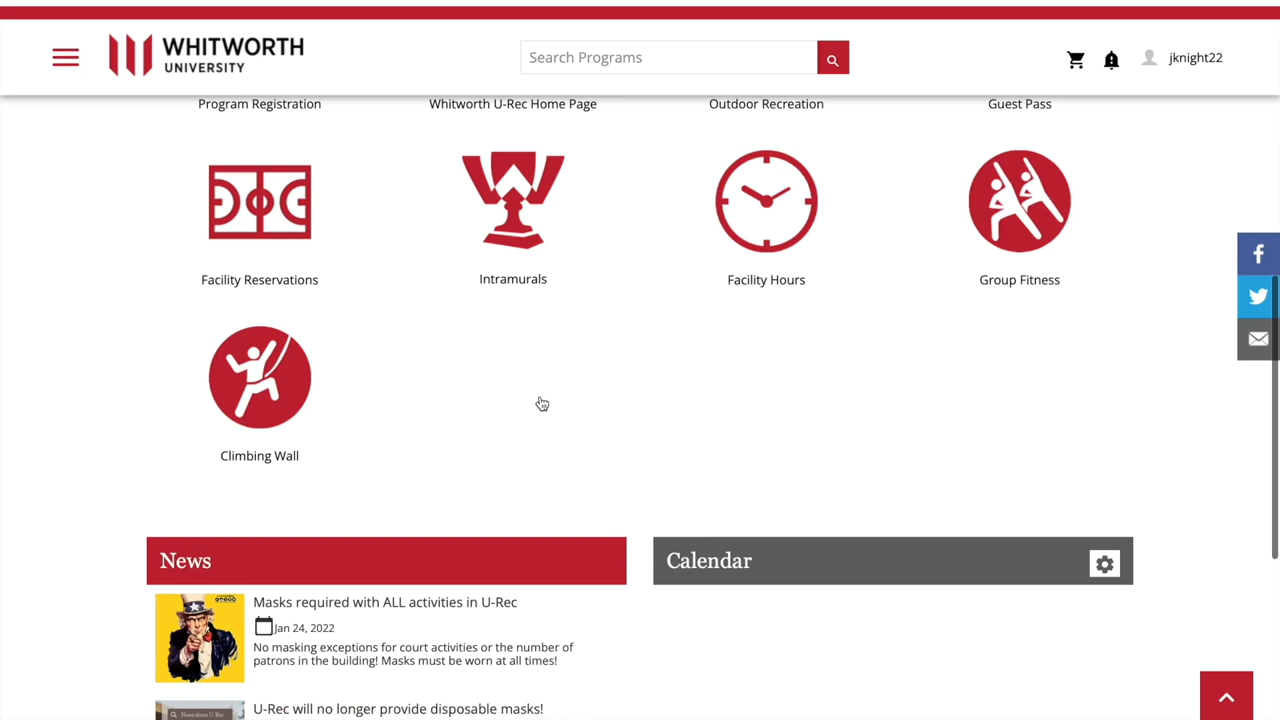 WHITWORTH
UNIVERSITY
Search Programs
jknight22
Program Registration
Whitworth U-Rec Home Page
Outdoor Recreation
Guest Pass
Facility Reservations
Intramurals
Facility Hours
Group Fitness
Climbing Wall
News
Calendar
Masks required with ALL activities in U-Rec
Jan 24, 2022
No masking exceptions for court activities or the number of
patrons in the building! Masks must be worn at all times!
U-Rec will no longer provide disposable masks!
News about U-Rec